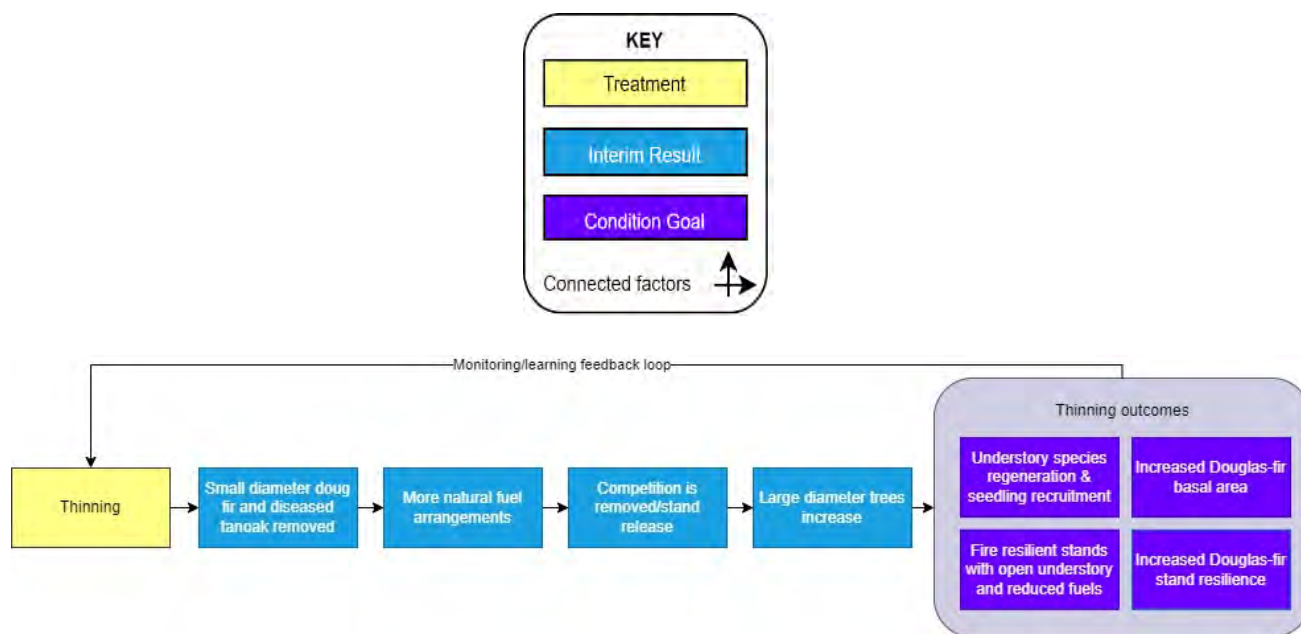 KEY
Treatment
Interim Result
Condition Goal
Connected factors
Monitoring/learning feedback loop
Thinning
Small diameter doug
fir and diseased
tanoak removed
More natural fuel
arrangements
Competition is
removed/stand
release
Large diameter trees
increase
Thinning outcomes
Understory species
regeneration &
seedling recruitment
Increased Douglas-fir
basal area
Fire resilient stands
with open understory
and reduced fuels
Increased Douglas-fir
stand resilience